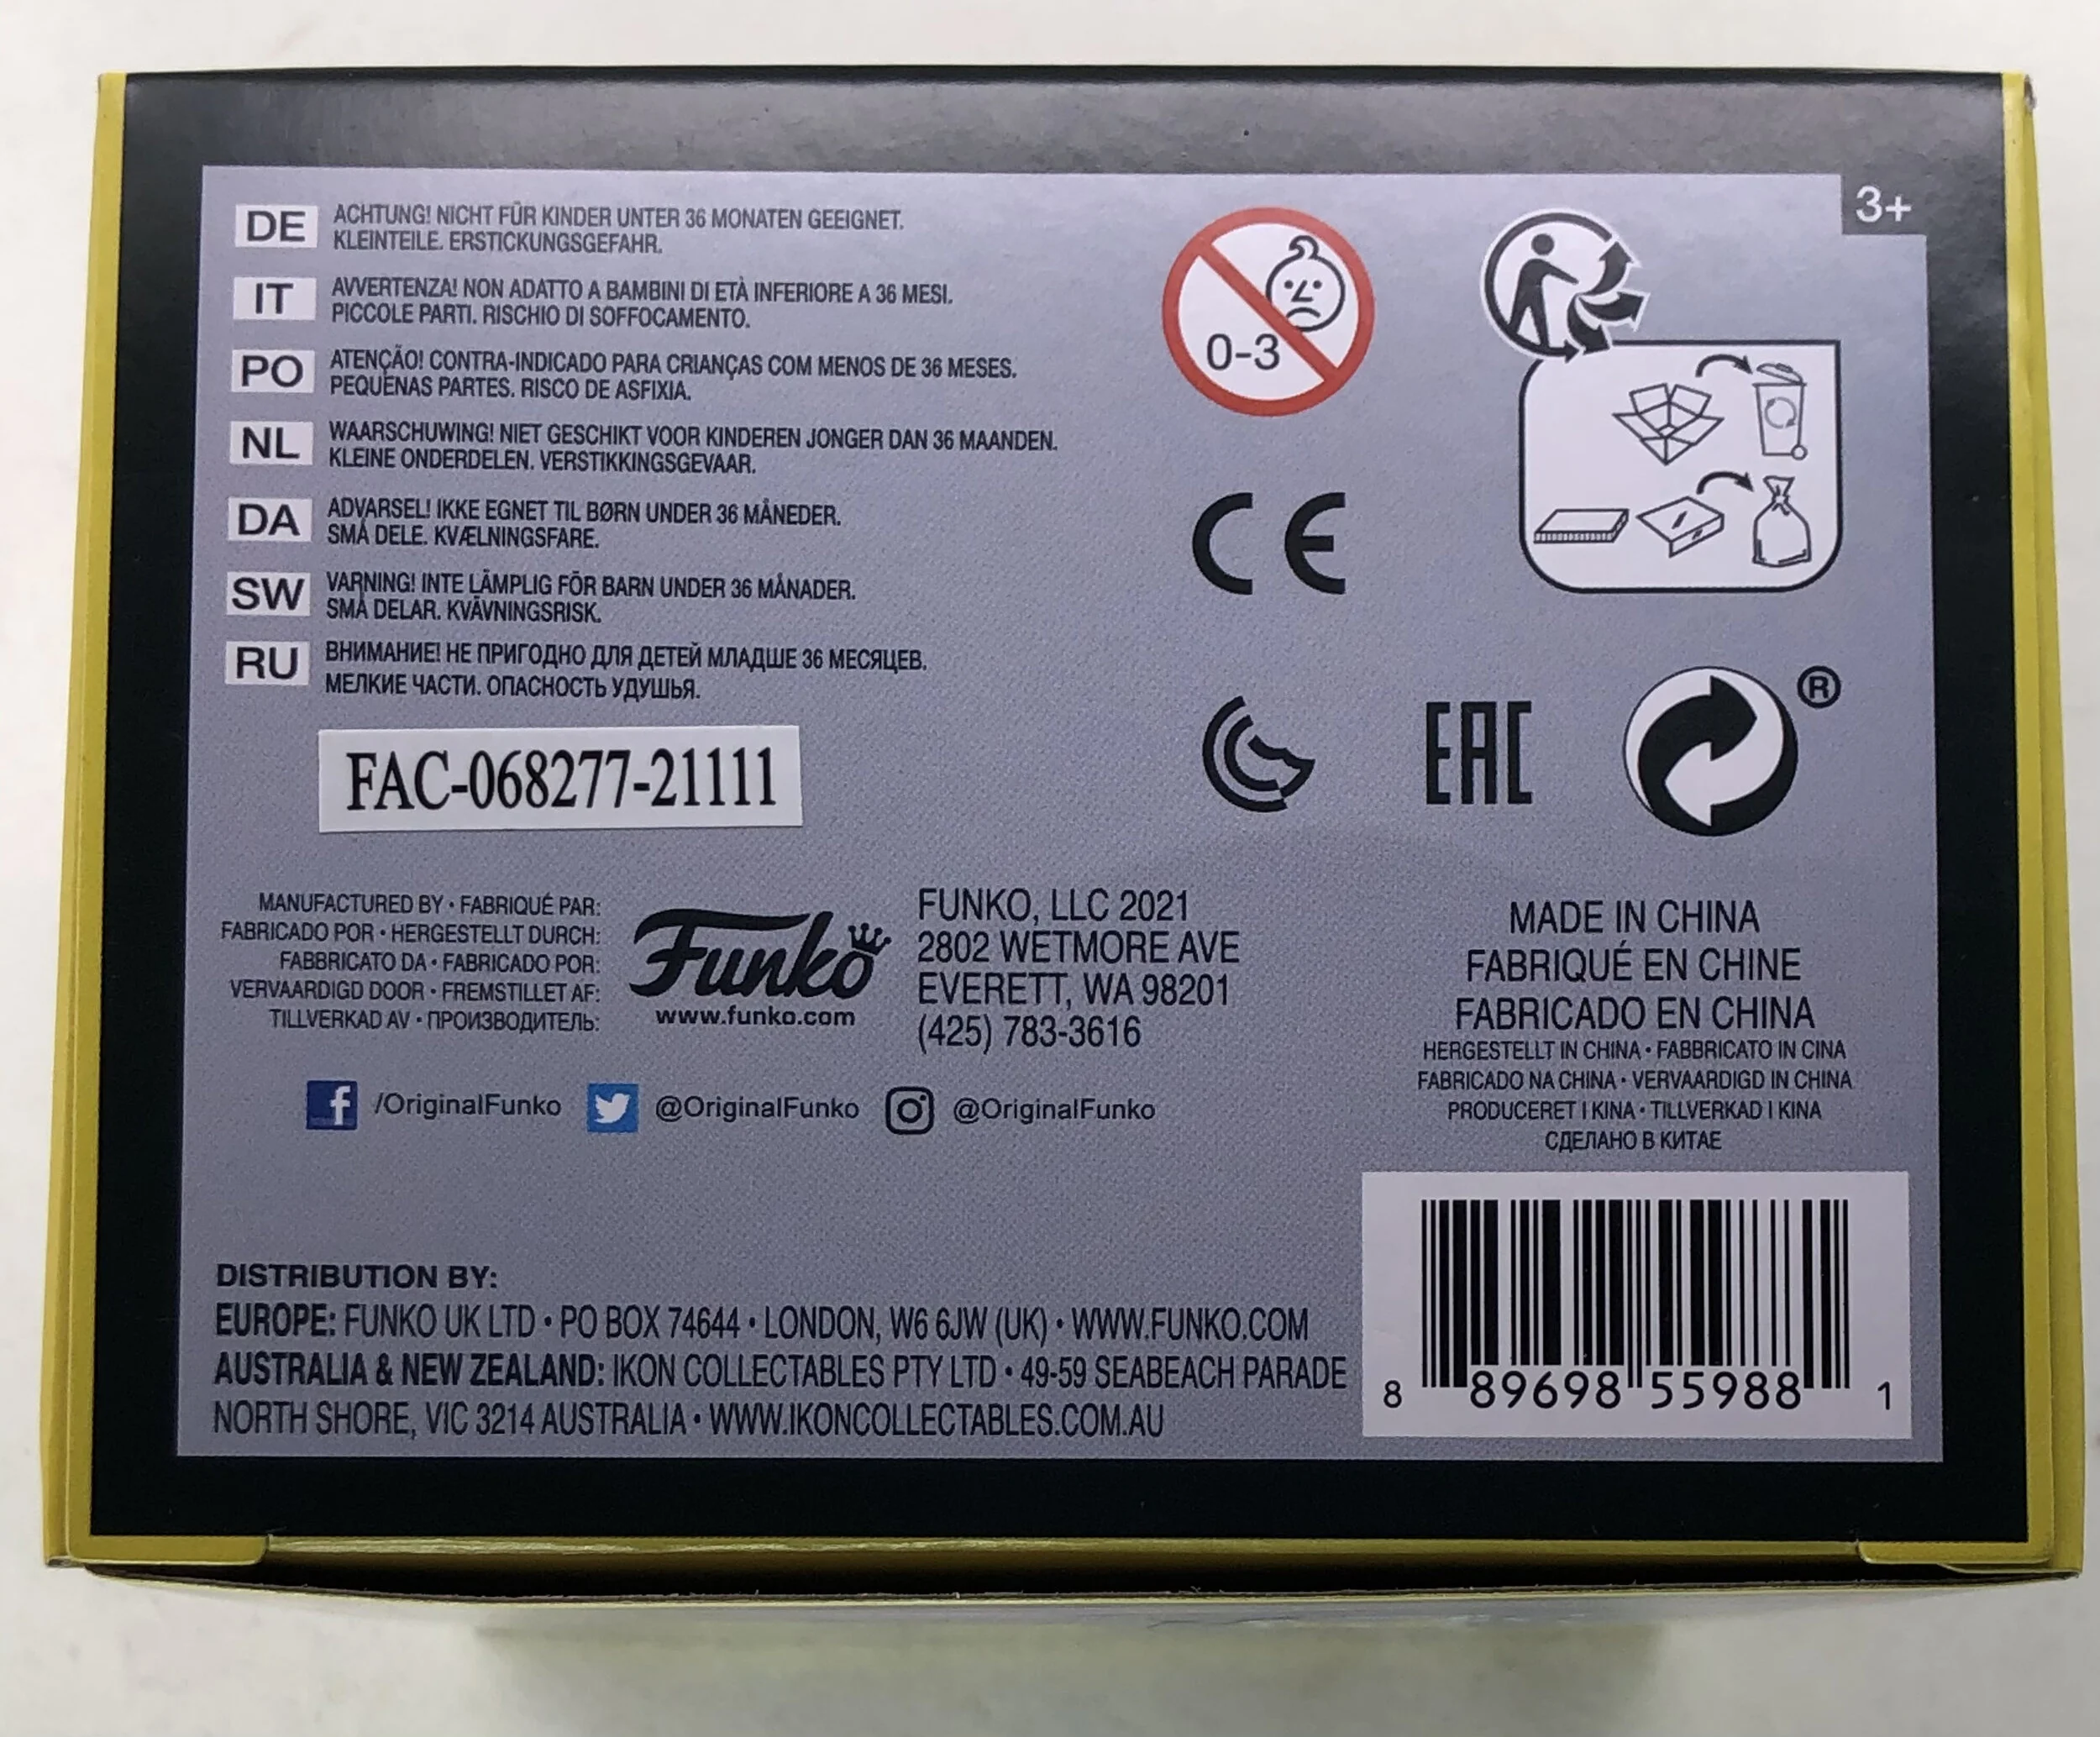 3+
DE
ACHTUNG! NICHT FÜR KINDER UNTER 36 MONATEN GEEIGNET.
KLEINTEILE. ERSTICKUNGSGEFAHR.
IT
AVVERTENZA! NON ADATTO A BAMBINI DI ETÀ INFERIORE A 36 MESI.
PICCOLE PARTI. RISCHIO DI SOFFOCAMENTO.
PO
ATENÇÃO! CONTRA-INDICADO PARA CRIANÇAS COM MENOS DE 36 MESES.
PEQUENAS PARTES. RISCO DE ASFIXIA.
NL
WAARSCHUWING! NIET GESCHIKT VOOR KINDEREN JONGER DAN 36 MAANDEN.
KLEINE ONDERDELEN. VERSTIKKINGSGEVAAR.
DA
ADVARSEL! IKKE EGNET TIL BØRN UNDER 36 MÅNEDER.
SMÅ DELE. KVÆLNINGSFARE.
SW
VARNING! INTE LÄMPLIG FÖR BARN UNDER 36 MÅNADER.
SMÅ DELAR. KVÄVNINGSRISK.
RU
ВНИМАНИЕ! НЕ ПРИГОДНО ДЛЯ ДЕТЕЙ МЛАДШЕ 36 МЕСЯЦЕВ.
МЕЛКИЕ ЧАСТИ. ОПАСНОСТЬ УДУШЬЯ.
0-3
CE
EAC
®
FAC-068277-21111
MANUFACTURED BY • FABRIQUÉ PAR:
FABRICADO POR • HERGESTELLT DURCH:
FABBRICATO DA • FABRICADO POR:
VERVAARDIGD DOOR • FREMSTILLET AF:
TILLVERKAD AV • ПРОИЗВОДИТЕЛЬ:
Funko
www.funko.com
FUNKO, LLC 2021
2802 WETMORE AVE
EVERETT, WA 98201
(425) 783-3616
MADE IN CHINA
FABRIQUÉ EN CHINE
FABRICADO EN CHINA
HERGESTELLT IN CHINA • FABBRICATO IN CINA
FABRICADO NA CHINA • VERVAARDIGD IN CHINA
PRODUCERET I KINA • TILLVERKAD I KINA
СДЕЛАНО В КИТАЕ
f /OriginalFunko @OriginalFunko @OriginalFunko
DISTRIBUTION BY:
EUROPE: FUNKO UK LTD • PO BOX 74644 • LONDON, W6 6JW (UK) • WWW.FUNKO.COM
AUSTRALIA & NEW ZEALAND: IKON COLLECTABLES PTY LTD • 49-59 SEABEACH PARADE
NORTH SHORE, VIC 3214 AUSTRALIA • WWW.IKONCOLLECTABLES.COM.AU
8 89698 55988 1